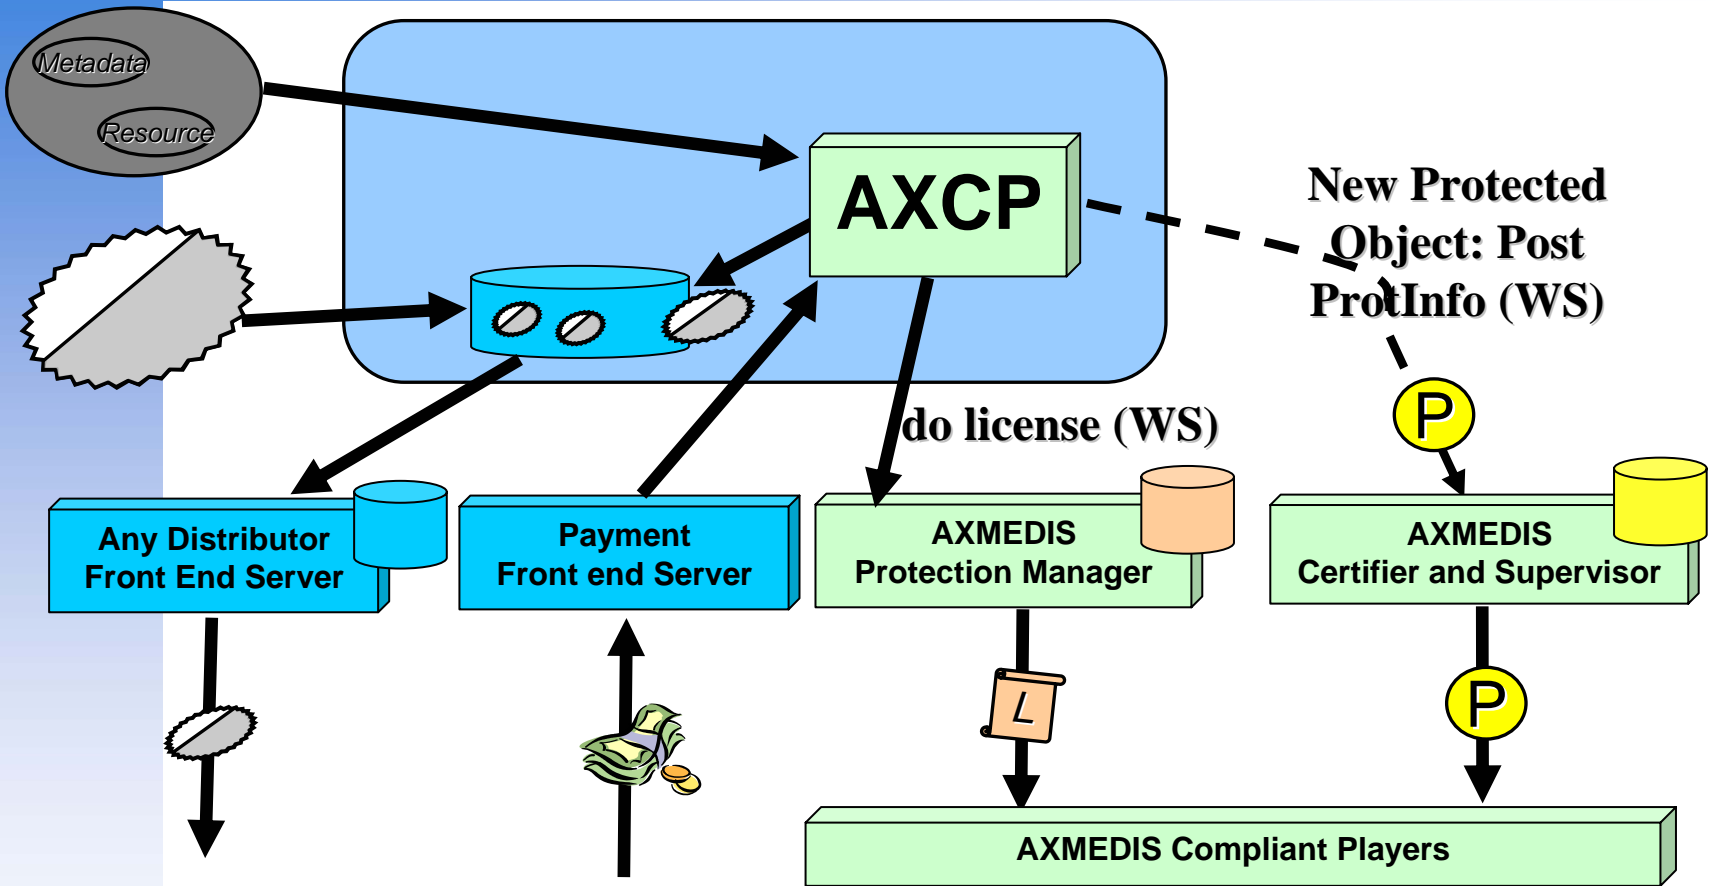 Metadata
Resource
AXCP
New Protected
Object: Post
ProtInfo (WS)
do license (WS)
P
Any Distributor
Front End Server
Payment
Front end Server
AXMEDIS
Protection Manager
AXMEDIS
Certifier and Supervisor
L
P
AXMEDIS Compliant Players